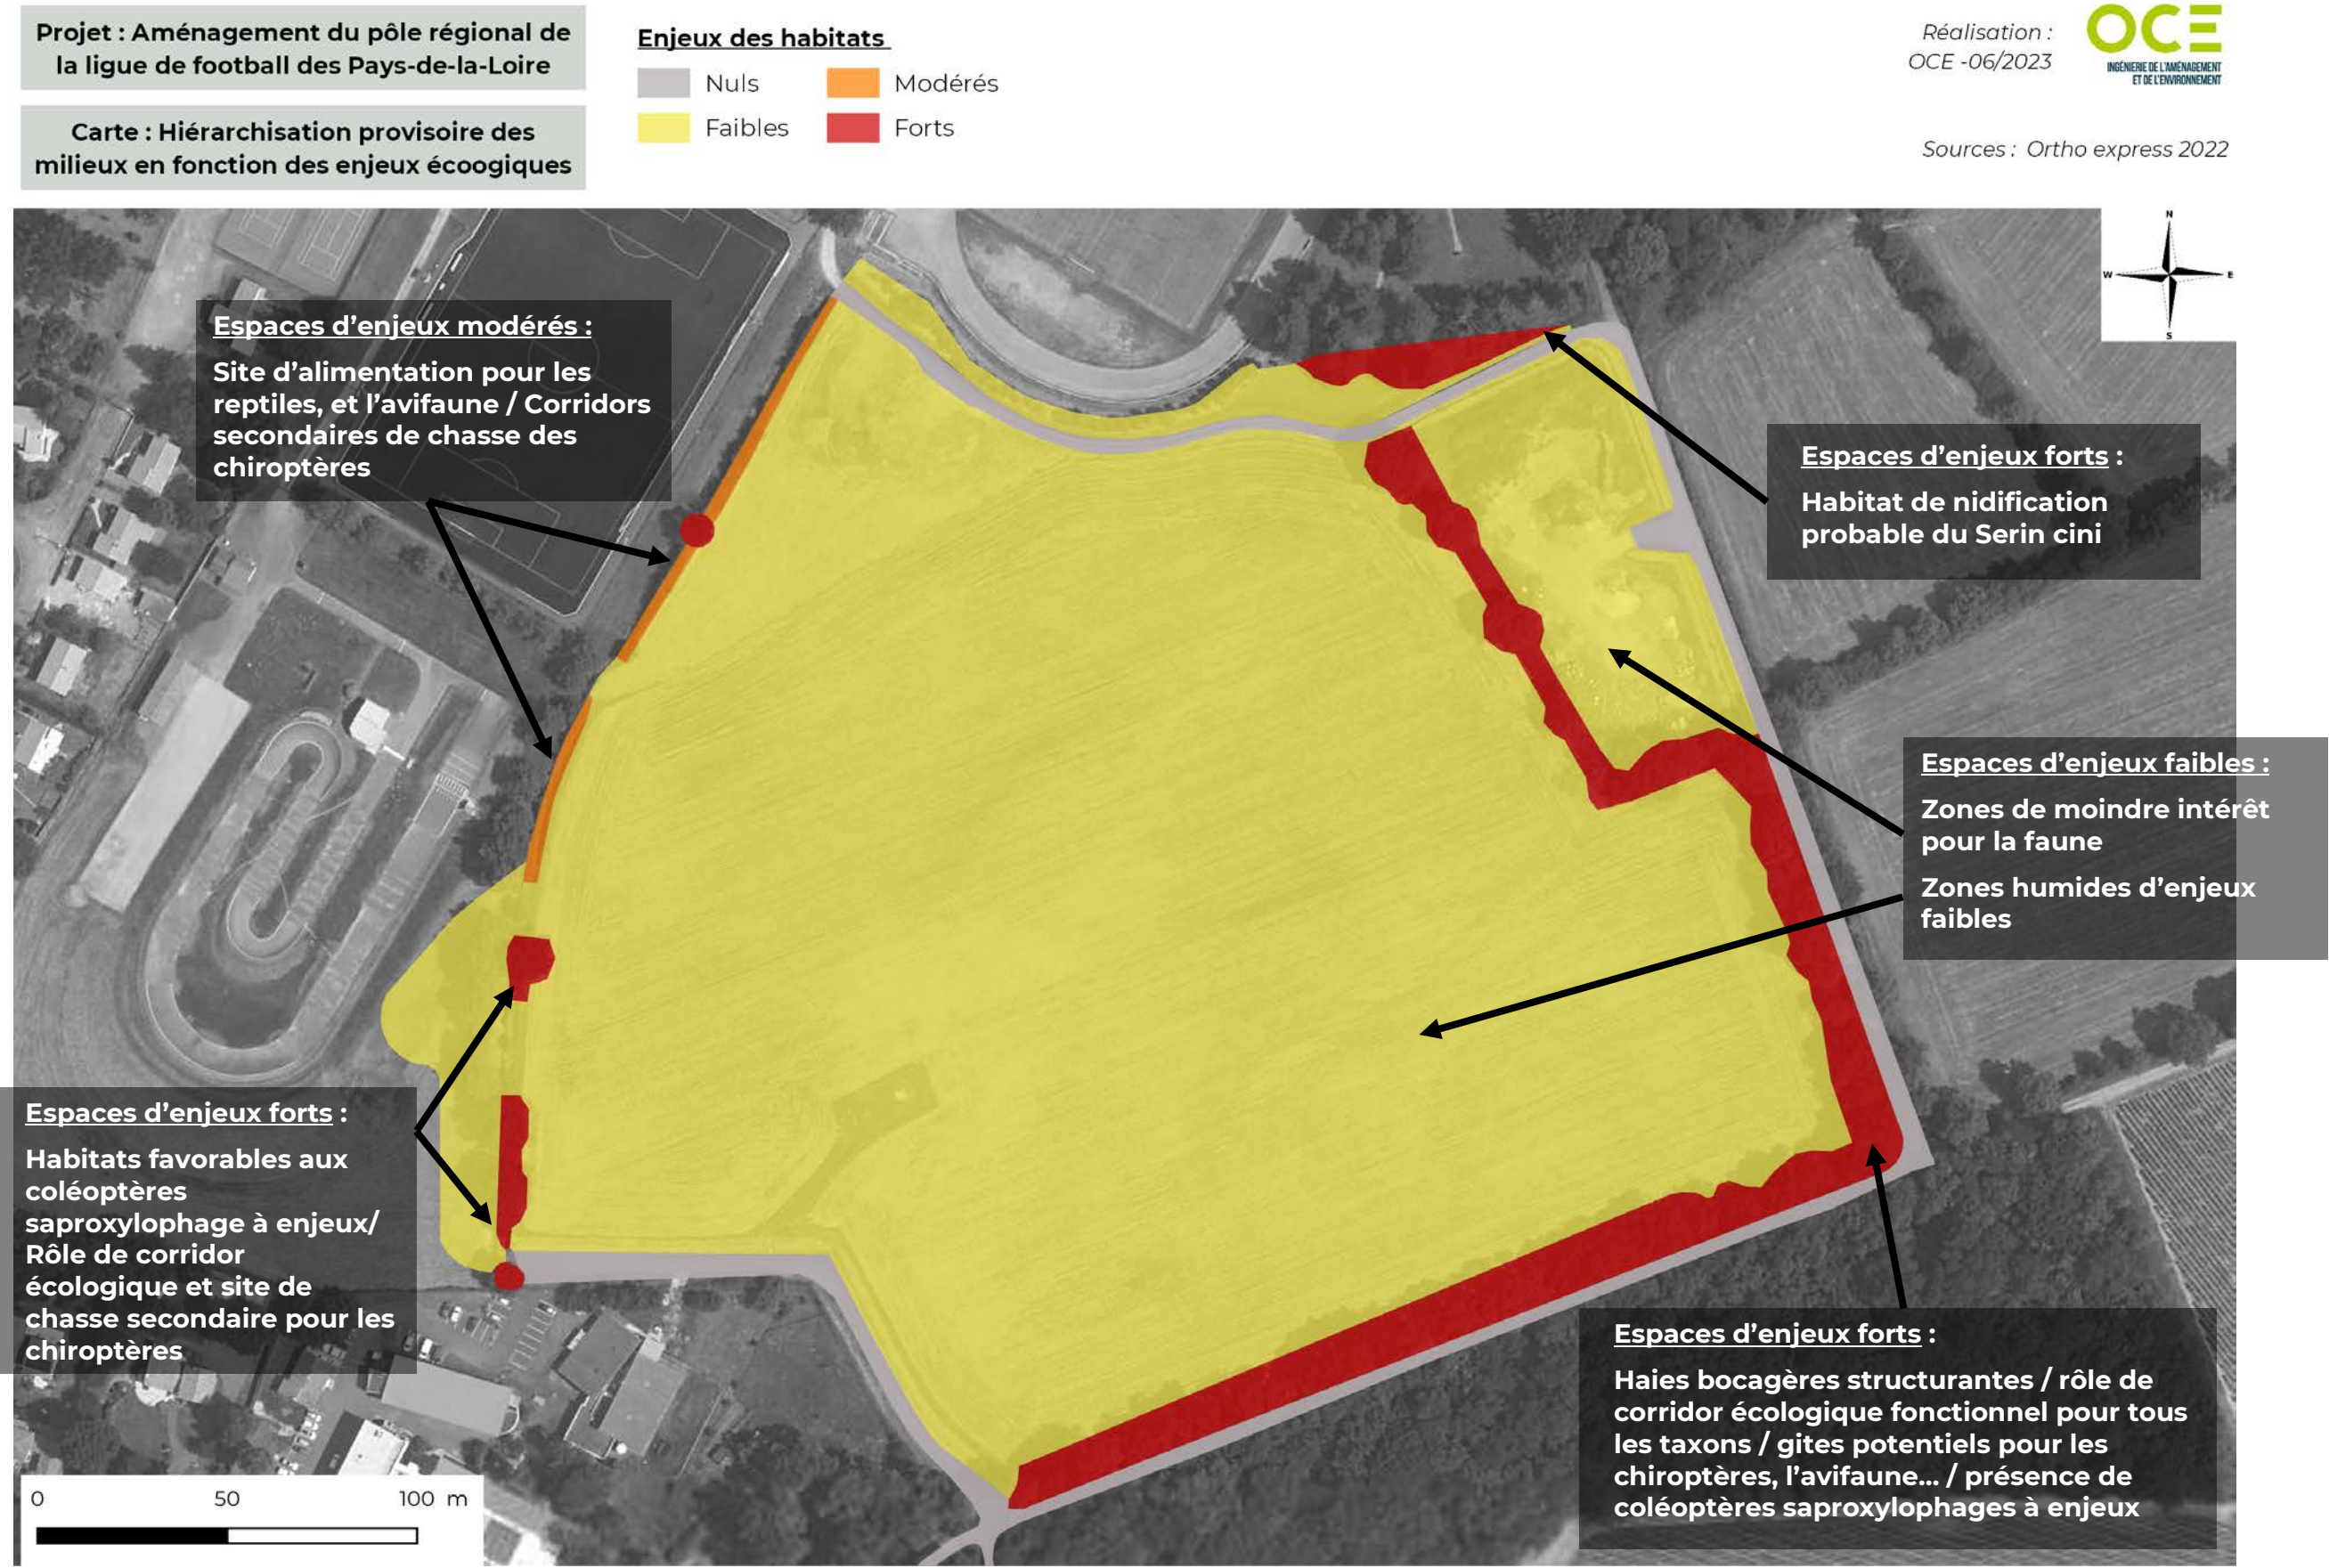 Projet : Aménagement du pôle régional de
la ligue de football des Pays-de-la-Loire
Carte : Hiérarchisation provisoire des
milieux en fonction des enjeux écoogiques
Enjeux des habitats
Nuls
Modérés
Faibles
Forts
Réalisation :
OCE -06/2023
OCE
INGÉNIERIE DE L'AMÉNAGEMENT
ET DE L'ENVIRONNEMENT
Sources : Ortho express 2022
N
W
E
S
Espaces d'enjeux modérés :
Site d'alimentation pour les
reptiles, et l'avifaune / Corridors
secondaires de chasse des
chiroptères
Espaces d'enjeux forts :
Habitat de nidification
probable du Serin cini
Espaces d'enjeux faibles :
Zones de moindre intérêt
pour la faune
Zones humides d'enjeux
faibles
Espaces d'enjeux forts :
Habitats favorables aux
coléoptères
saproxylophage à enjeux/
Rôle de corridor
écologique et site de
chasse secondaire pour les
chiroptères
Espaces d'enjeux forts :
Haies bocagères structurantes / rôle de
corridor écologique fonctionnel pour tous
les taxons / gites potentiels pour les
chiroptères, l'avifaune... / présence de
coléoptères saproxylophages à enjeux
0 50 100 m